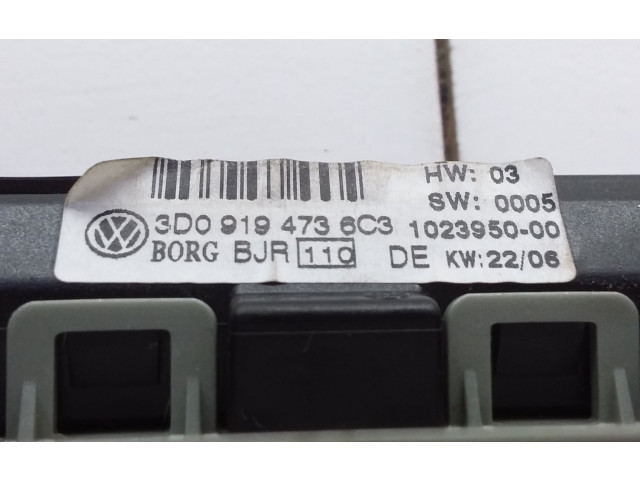 HW: 03
SW: 0005
3D0 919 473 6C3 1023950-00
BORG BJR 110 DE KW:22/06